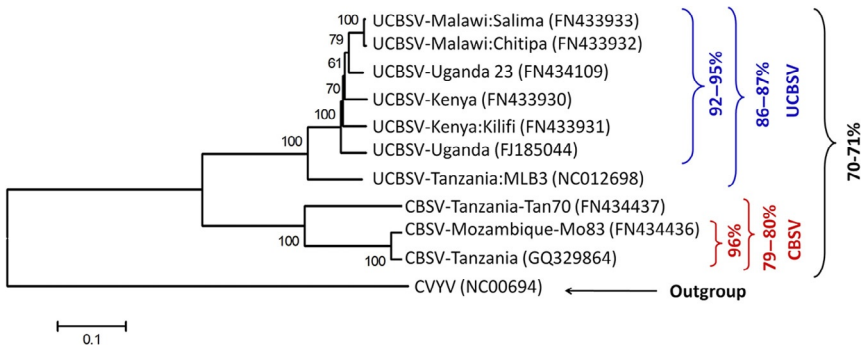 100
UCBSV-Malawi:Salima (FN433933)
79
UCBSV-Malawi:Chitipa (FN433932)
61
UCBSV-Uganda 23 (FN434109)
70
UCBSV-Kenya (FN433930)
100
UCBSV-Kenya:Kilifi (FN433931)
UCBSV-Uganda (FJ185044)
100
UCBSV-Tanzania:MLB3 (NC012698)
CBSV-Tanzania-Tan70 (FN434437)
100
CBSV-Mozambique-Mo83 (FN434436)
100
CBSV-Tanzania (GQ329864)
CVYV (NC00694)
Outgroup
92–95%
86–87%
UCBSV
96%
79–80%
CBSV
70-71%
0.1